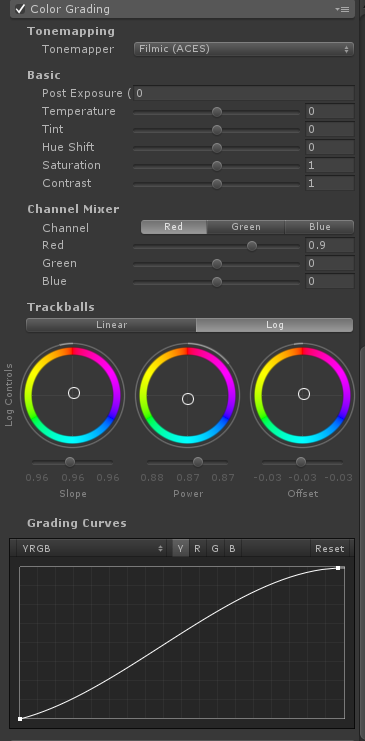 Color Grading
Tonemapping
Tonemapper Filmic (ACES)
Basic
Post Exposure ( 0
Temperature 0
Tint 0
Hue Shift 0
Saturation 1
Contrast 1
Channel Mixer
Channel Red Green Blue
Red 0.9
Green 0
Blue 0
Trackballs
Linear Log
Log Controls
0.96 0.96 0.96 0.88 0.87 0.87 -0.03 -0.03 -0.03
Slope Power Offset
Grading Curves
YRGB Y R G B Reset